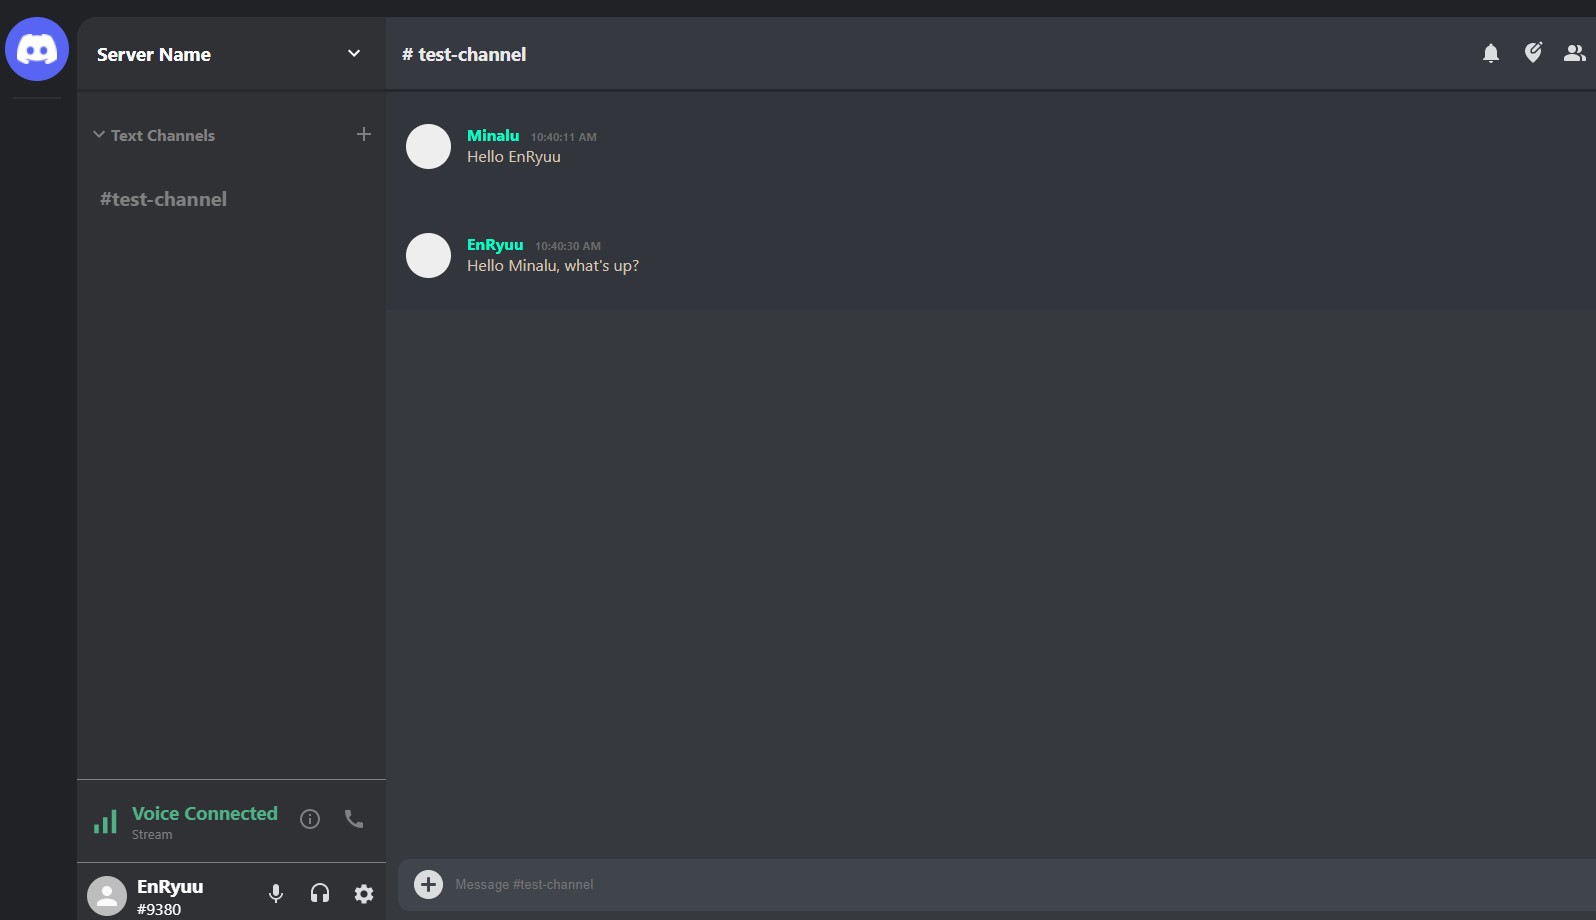 Server Name
# test-channel
Text Channels
#test-channel
Minalu 10:40:11 AM
Hello EnRyuu
EnRyuu 10:40:30 AM
Hello Minalu, what's up?
Voice Connected
Stream
EnRyuu
#9380
Message #test-channel